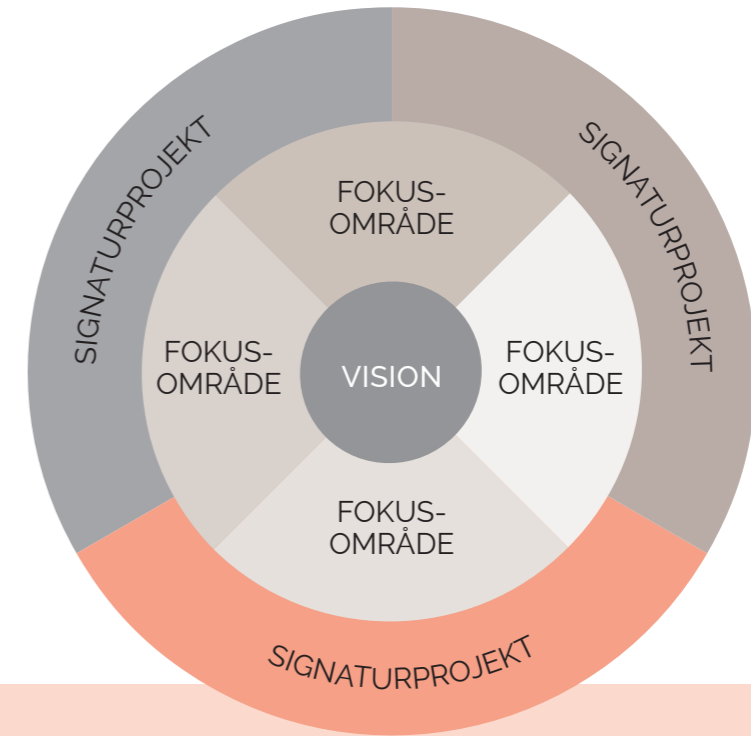 SIGNATURPROJEKT
SIGNATURPROJEKT
FOKUS-
OMRÅDE
FOKUS-
OMRÅDE
VISION
FOKUS-
OMRÅDE
FOKUS-
OMRÅDE
SIGNATURPROJEKT